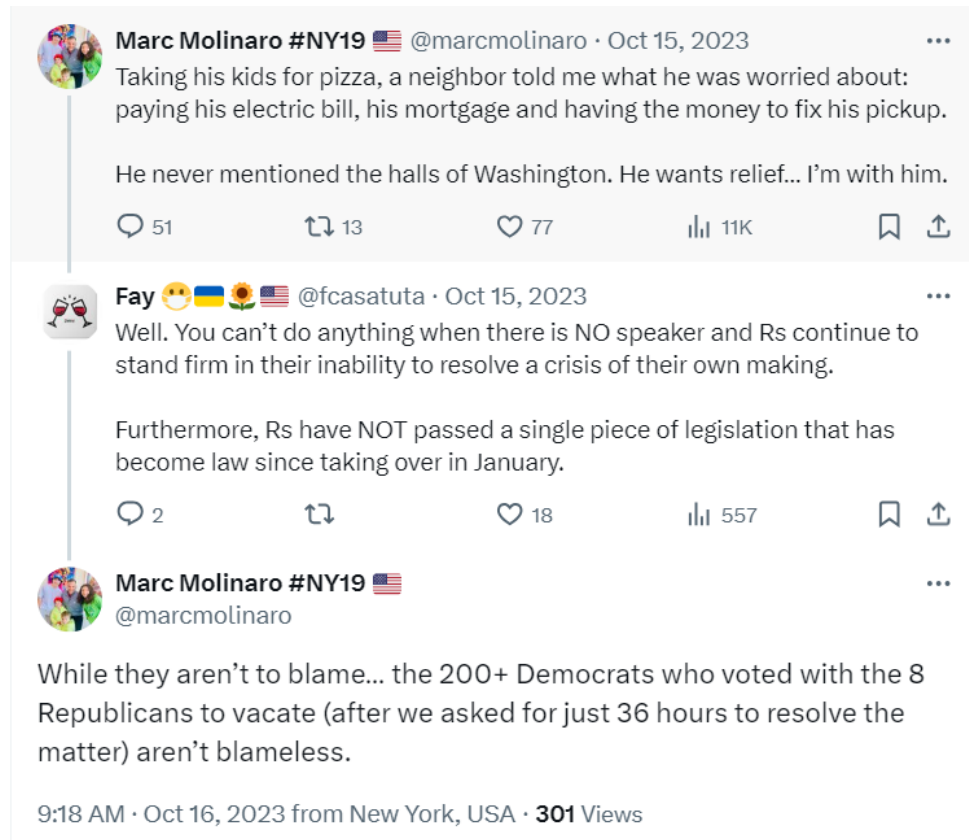 Marc Molinaro #NY19 🇺🇸 @marcmolinaro · Oct 15, 2023
Taking his kids for pizza, a neighbor told me what he was worried about:
paying his electric bill, his mortgage and having the money to fix his pickup.
He never mentioned the halls of Washington. He wants relief... I'm with him.
51 13 77 11K
Fay 😷🇺🇦🌻🇺🇸 @fcasatuta · Oct 15, 2023
Well. You can't do anything when there is NO speaker and Rs continue to
stand firm in their inability to resolve a crisis of their own making.
Furthermore, Rs have NOT passed a single piece of legislation that has
become law since taking over in January.
2 18 557
Marc Molinaro #NY19 🇺🇸
@marcmolinaro
While they aren't to blame... the 200+ Democrats who voted with the 8
Republicans to vacate (after we asked for just 36 hours to resolve the
matter) aren't blameless.
9:18 AM · Oct 16, 2023 from New York, USA · 301 Views